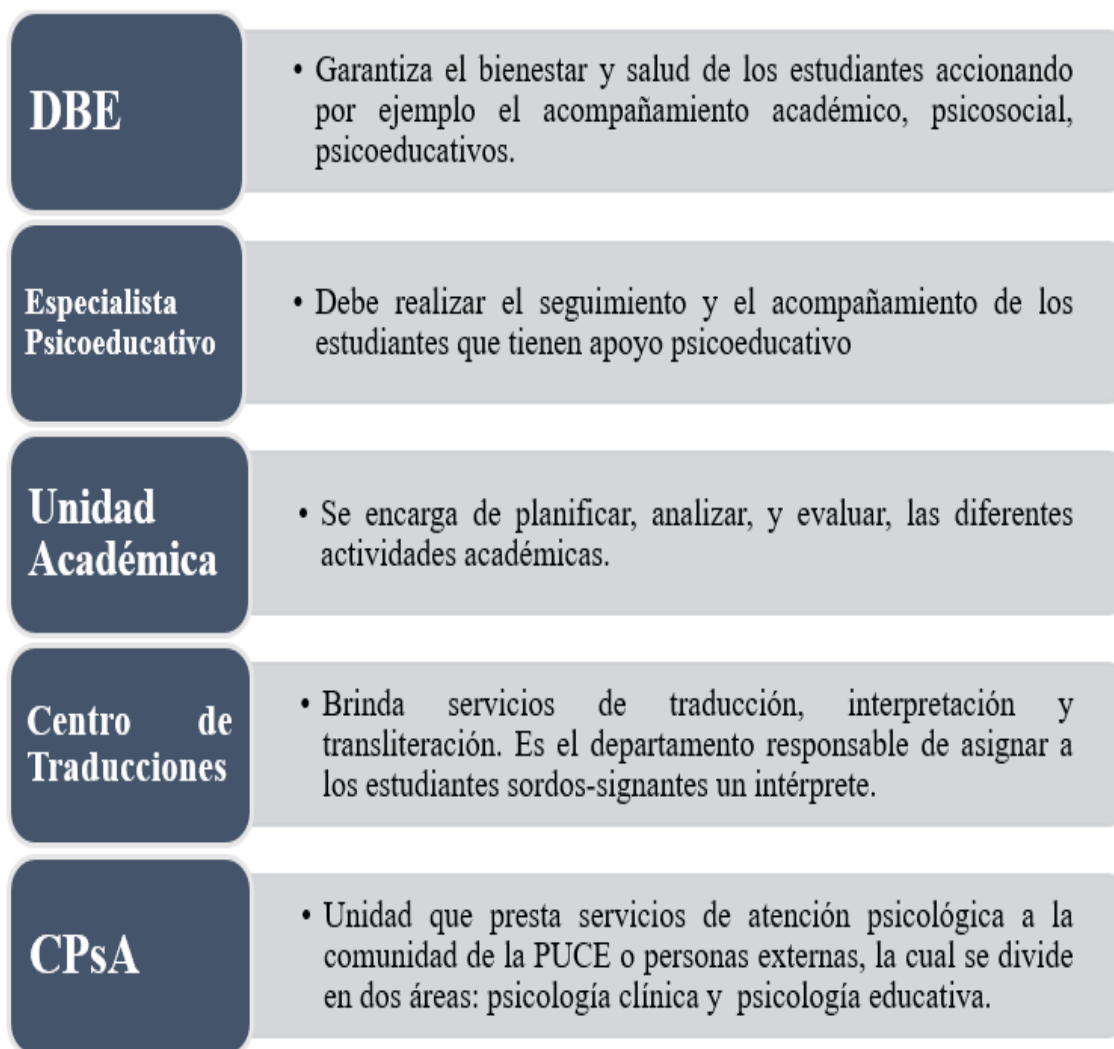 DBE
• Garantiza el bienestar y salud de los estudiantes accionando
por ejemplo el acompañamiento académico, psicosocial,
psicoeducativos.
Especialista
Psicoeducativo
• Debe realizar el seguimiento y el acompañamiento de los
estudiantes que tienen apoyo psicoeducativo
Unidad
Académica
• Se encarga de planificar, analizar, y evaluar, las diferentes
actividades académicas.
Centro de
Traducciones
• Brinda servicios de traducción, interpretación y
transliteración. Es el departamento responsable de asignar a
los estudiantes sordos-signantes un intérprete.
CPsA
• Unidad que presta servicios de atención psicológica a la
comunidad de la PUCE o personas externas, la cual se divide
en dos áreas: psicología clínica y psicología educativa.